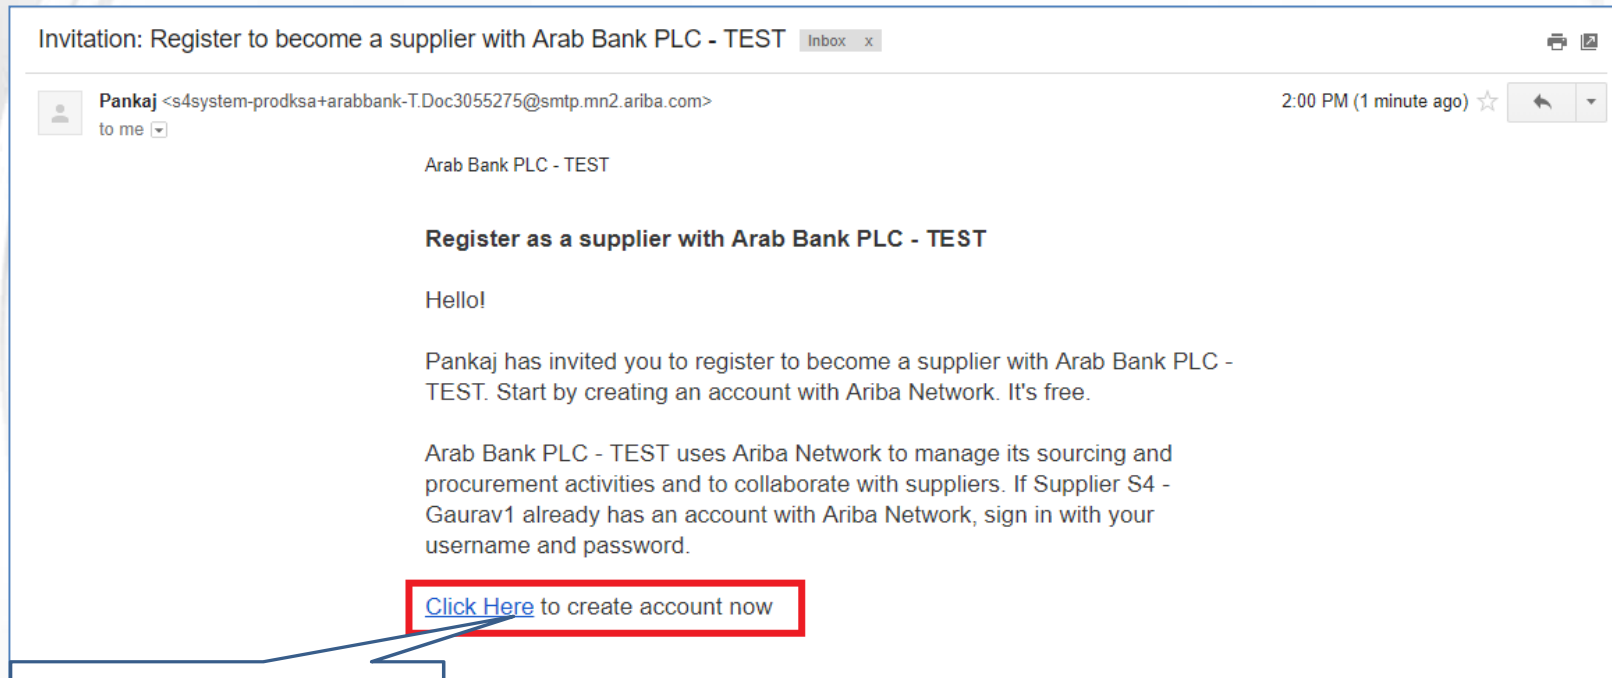 Invitation: Register to become a supplier with Arab Bank PLC - TEST Inbox x
Pankaj <s4system-prodksa+arabbank-T.Doc3055275@smtp.mn2.ariba.com> 2:00 PM (1 minute ago)
to me
Arab Bank PLC - TEST
Register as a supplier with Arab Bank PLC - TEST
Hello!
Pankaj has invited you to register to become a supplier with Arab Bank PLC -
TEST. Start by creating an account with Ariba Network. It's free.
Arab Bank PLC - TEST uses Ariba Network to manage its sourcing and
procurement activities and to collaborate with suppliers. If Supplier S4 -
Gaurav1 already has an account with Ariba Network, sign in with your
username and password.
Click Here to create account now